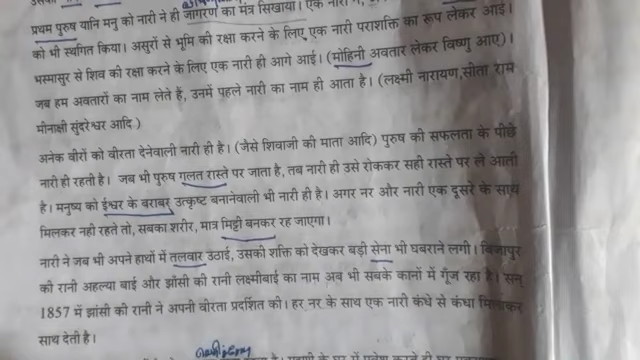 प्रथम पुरुष यानि मनु को नारी ने ही जागरण का मंत्र सिखाया। एक नारी ने,
को भी स्थगित किया। असुरों से भूमि की रक्षा करने के लिए एक नारी पराशक्ति का रूप लेकर आई।
भस्मासुर से शिव की रक्षा करने के लिए एक नारी ही आगे आई। (मोहिनी अवतार लेकर विष्णु आए)।
जब हम अवतारों का नाम लेते हैं, उनमें पहले नारी का नाम ही आता है। (लक्ष्मी नारायण,सीता राम
मीनाक्षी सुंदरेश्वर आदि )
अनेक वीरों को वीरता देनेवाली नारी ही है। (जैसे शिवाजी की माता आदि) पुरुष की सफलता के पीछे
नारी ही रहती है। जब भी पुरुष गलत रास्ते पर जाता है, तब नारी ही उसे रोककर सही रास्ते पर ले आती
है। मनुष्य को ईश्वर के बराबर उत्कृष्ट बनानेवाली भी नारी ही है। अगर नर और नारी एक दूसरे के साथ
मिलकर नही रहते तो, सबका शरीर, मात्र मिट्टी बनकर रह जाएगा।
नारी ने जब भी अपने हाथों में तलवार उठाई, उसकी शक्ति को देखकर बड़ी सेना भी घबराने लगी। बिजापुर
की रानी अहल्या बाई और झाँसी की रानी लक्ष्मीबाई का नाम अब भी सबके कानों में गूँज रहा है। सन्
1857 में झांसी की रानी ने अपनी वीरता प्रदर्शित की। हर नर के साथ एक नारी कंधे से कंधा मिलाकर
साथ देती है।